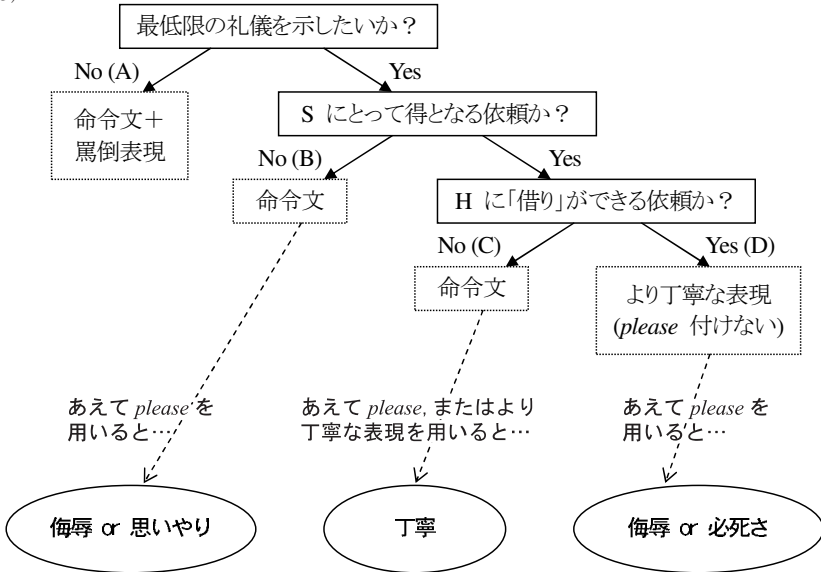 最低限の礼儀を示したいか？
No (A)
Yes
命令文＋
罵倒表現
S にとって得となる依頼か？
No (B)
Yes
命令文
H に「借り」ができる依頼か？
No (C)
Yes (D)
命令文
より丁寧な表現
(please 付けない)
あえて please を
用いると…
あえて please, またはより
丁寧な表現を用いると…
あえて please を
用いると…
侮辱 or 思いやり
丁寧
侮辱 or 必死さ